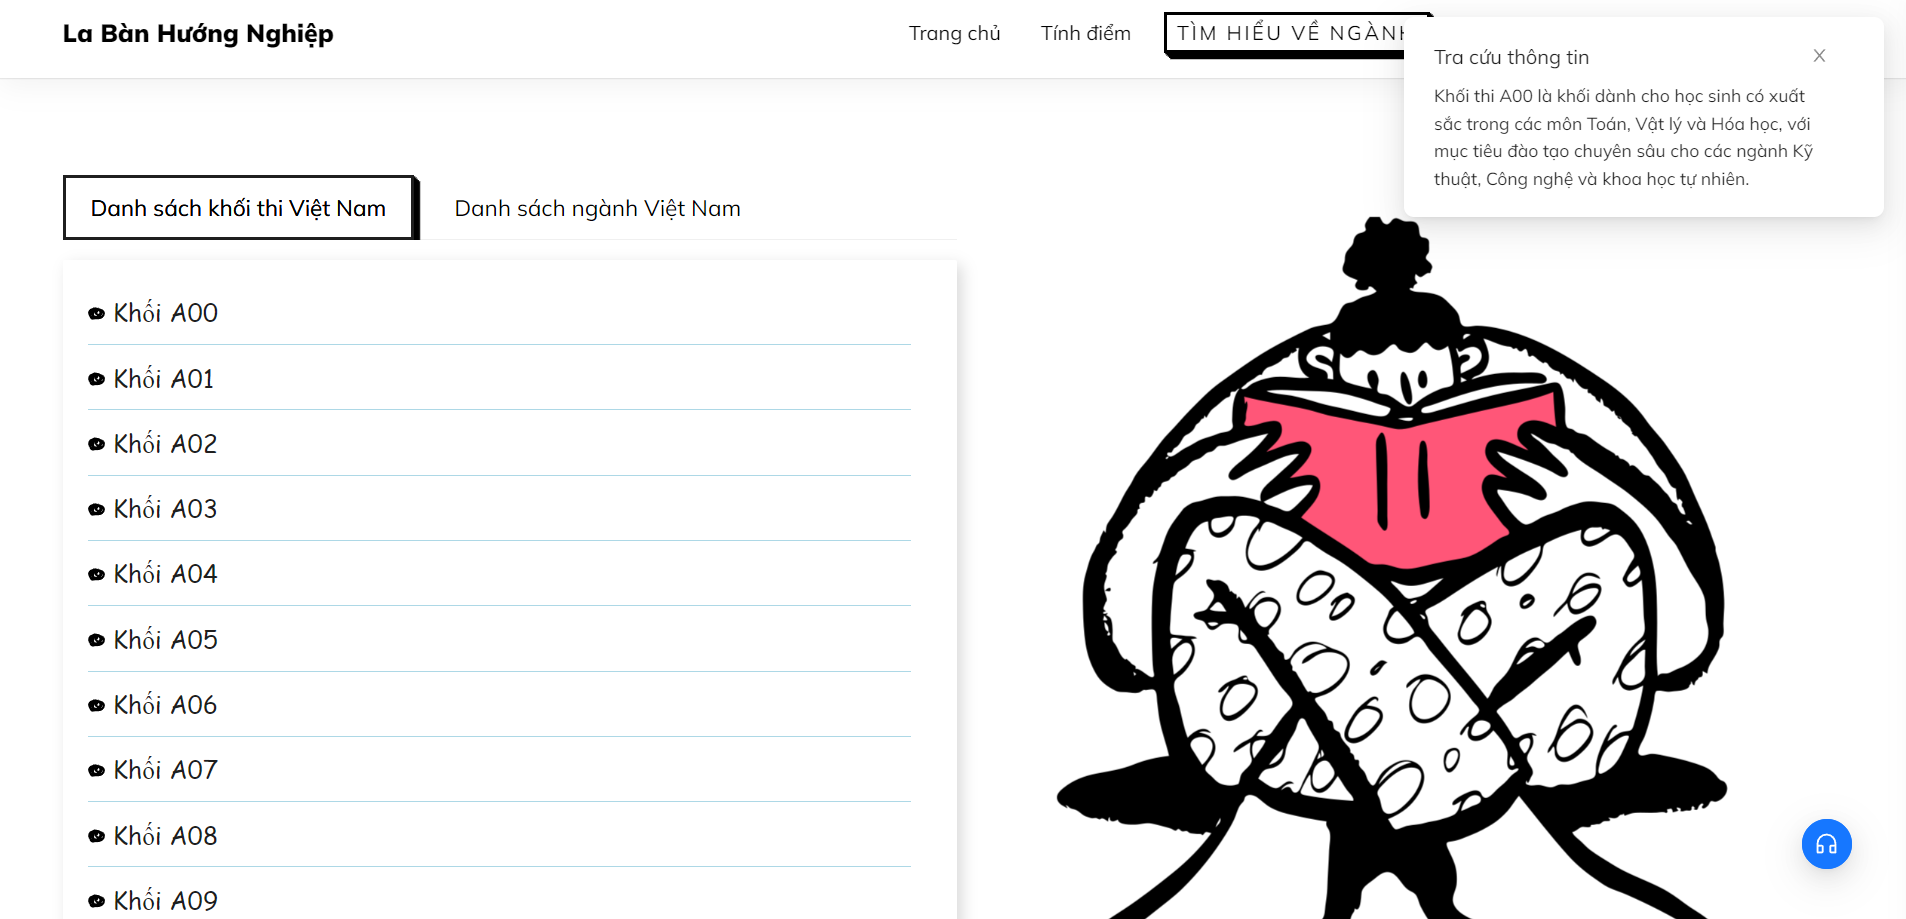 La Bàn Hướng Nghiệp
Trang chủ
Tính điểm
TÌM HIỂU VỀ
Tra cứu thông tin
Khối thi A00 là khối dành cho học sinh có xuất
sắc trong các môn Toán, Vật lý và Hóa học, với
mục tiêu đào tạo chuyên sâu cho các ngành Kỹ
thuật, Công nghệ và khoa học tự nhiên.
Danh sách khối thi Việt Nam
Danh sách ngành Việt Nam
Khối A00
Khối A01
Khối A02
Khối A03
Khối A04
Khối A05
Khối A06
Khối A07
Khối A08
Khối A09